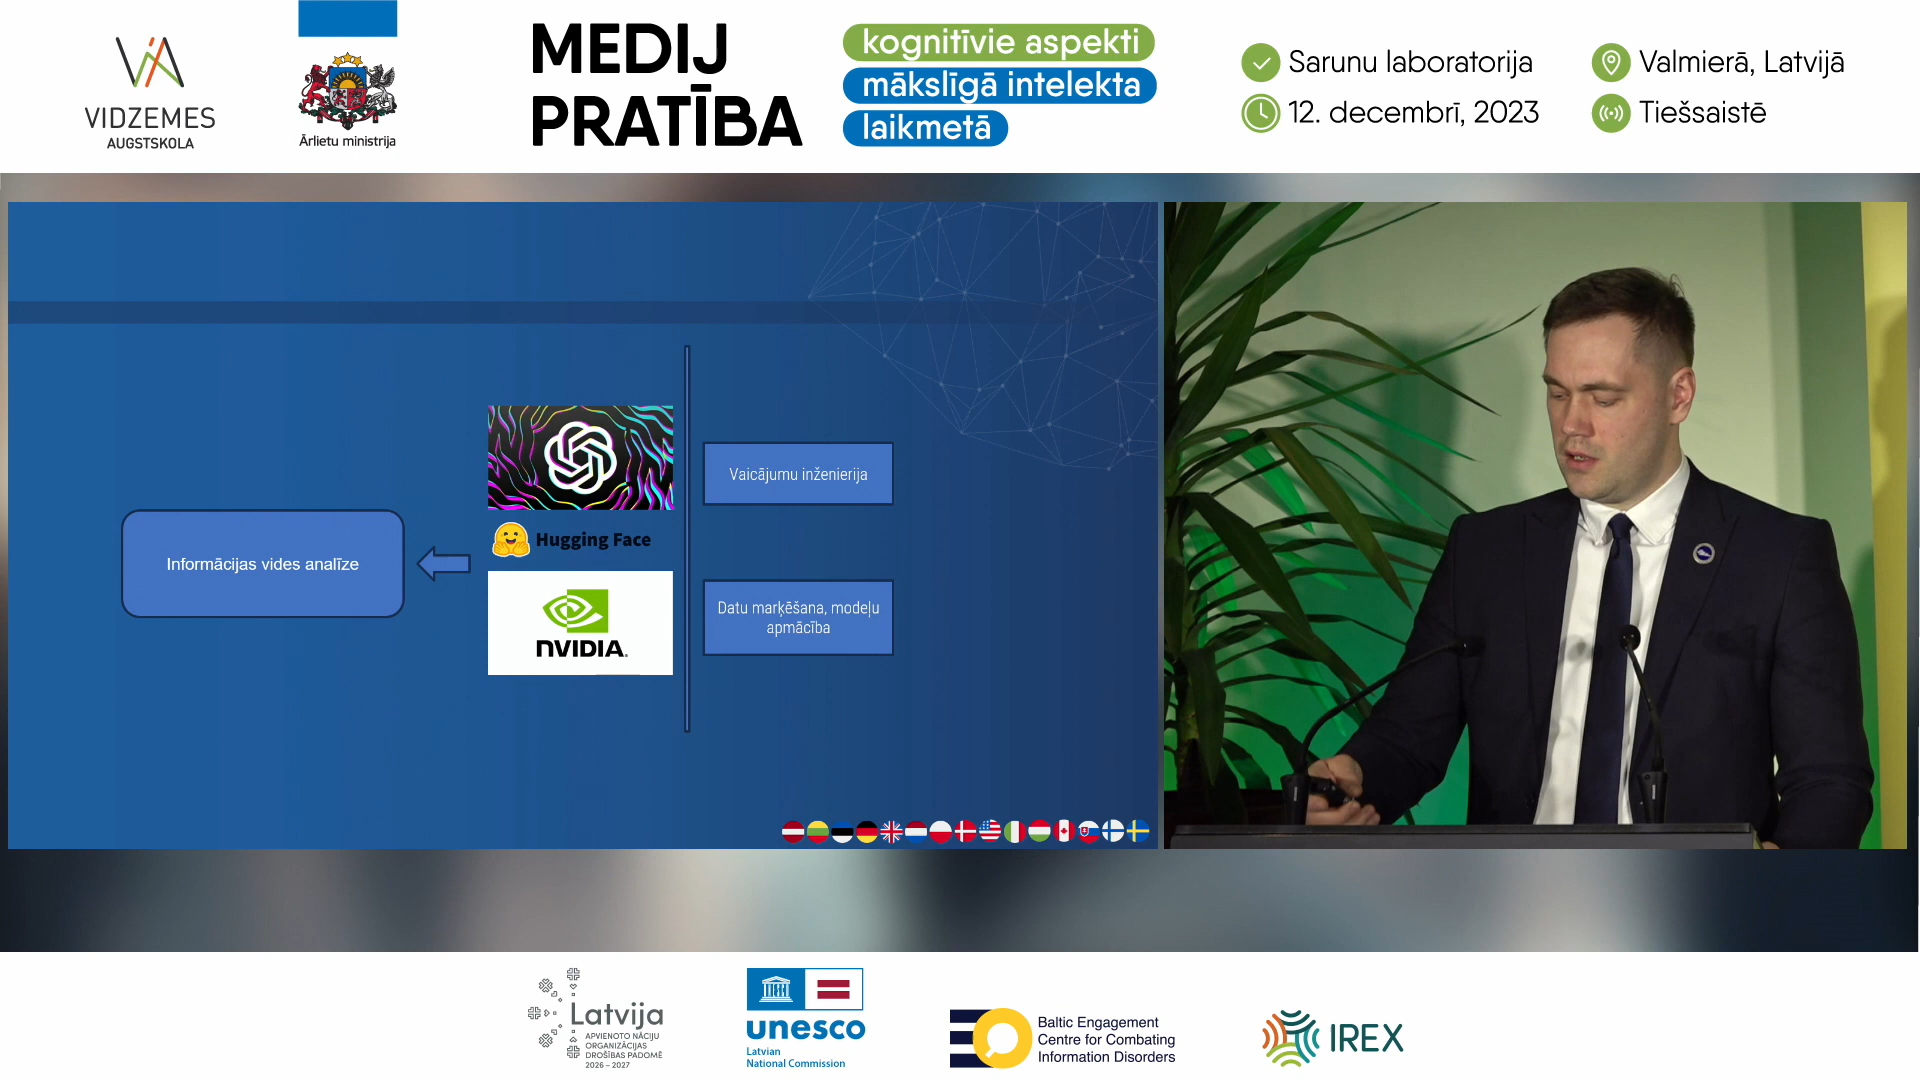 VIDZEMES
AUGSTSKOLA
Ārlietu ministrija
MEDIJ
PRATĪBA
kognitīvie aspekti
mākslīgā intelekta
laikmetā
Sarunu laboratorija
12. decembrī, 2023
Valmierā, Latvijā
Tiešsaistē
Informācijas vides analīze
Hugging Face
NVIDIA.
Vaicājumu inženierija
Datu marķēšana, modeļu
apmācība
Latvija
APVIENOTO NĀCIJU
ORGANIZĀCIJAS
DROŠĪBAS PADOMĒ
2026 – 2027
unesco
Latvian
National Commission
Baltic Engagement
Centre for Combating
Information Disorders
IREX